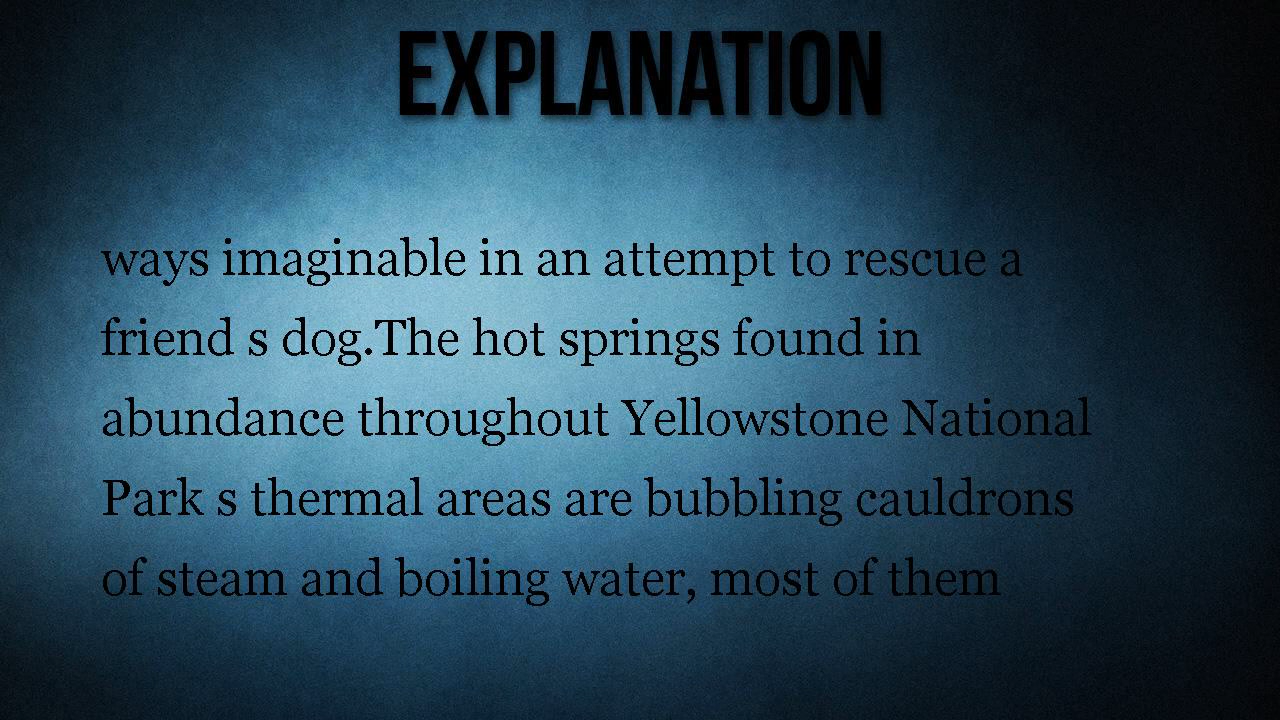 EXPLANATION
ways imaginable in an attempt to rescue a
friend s dog.The hot springs found in
abundance throughout Yellowstone National
Park s thermal areas are bubbling cauldrons
of steam and boiling water, most of them